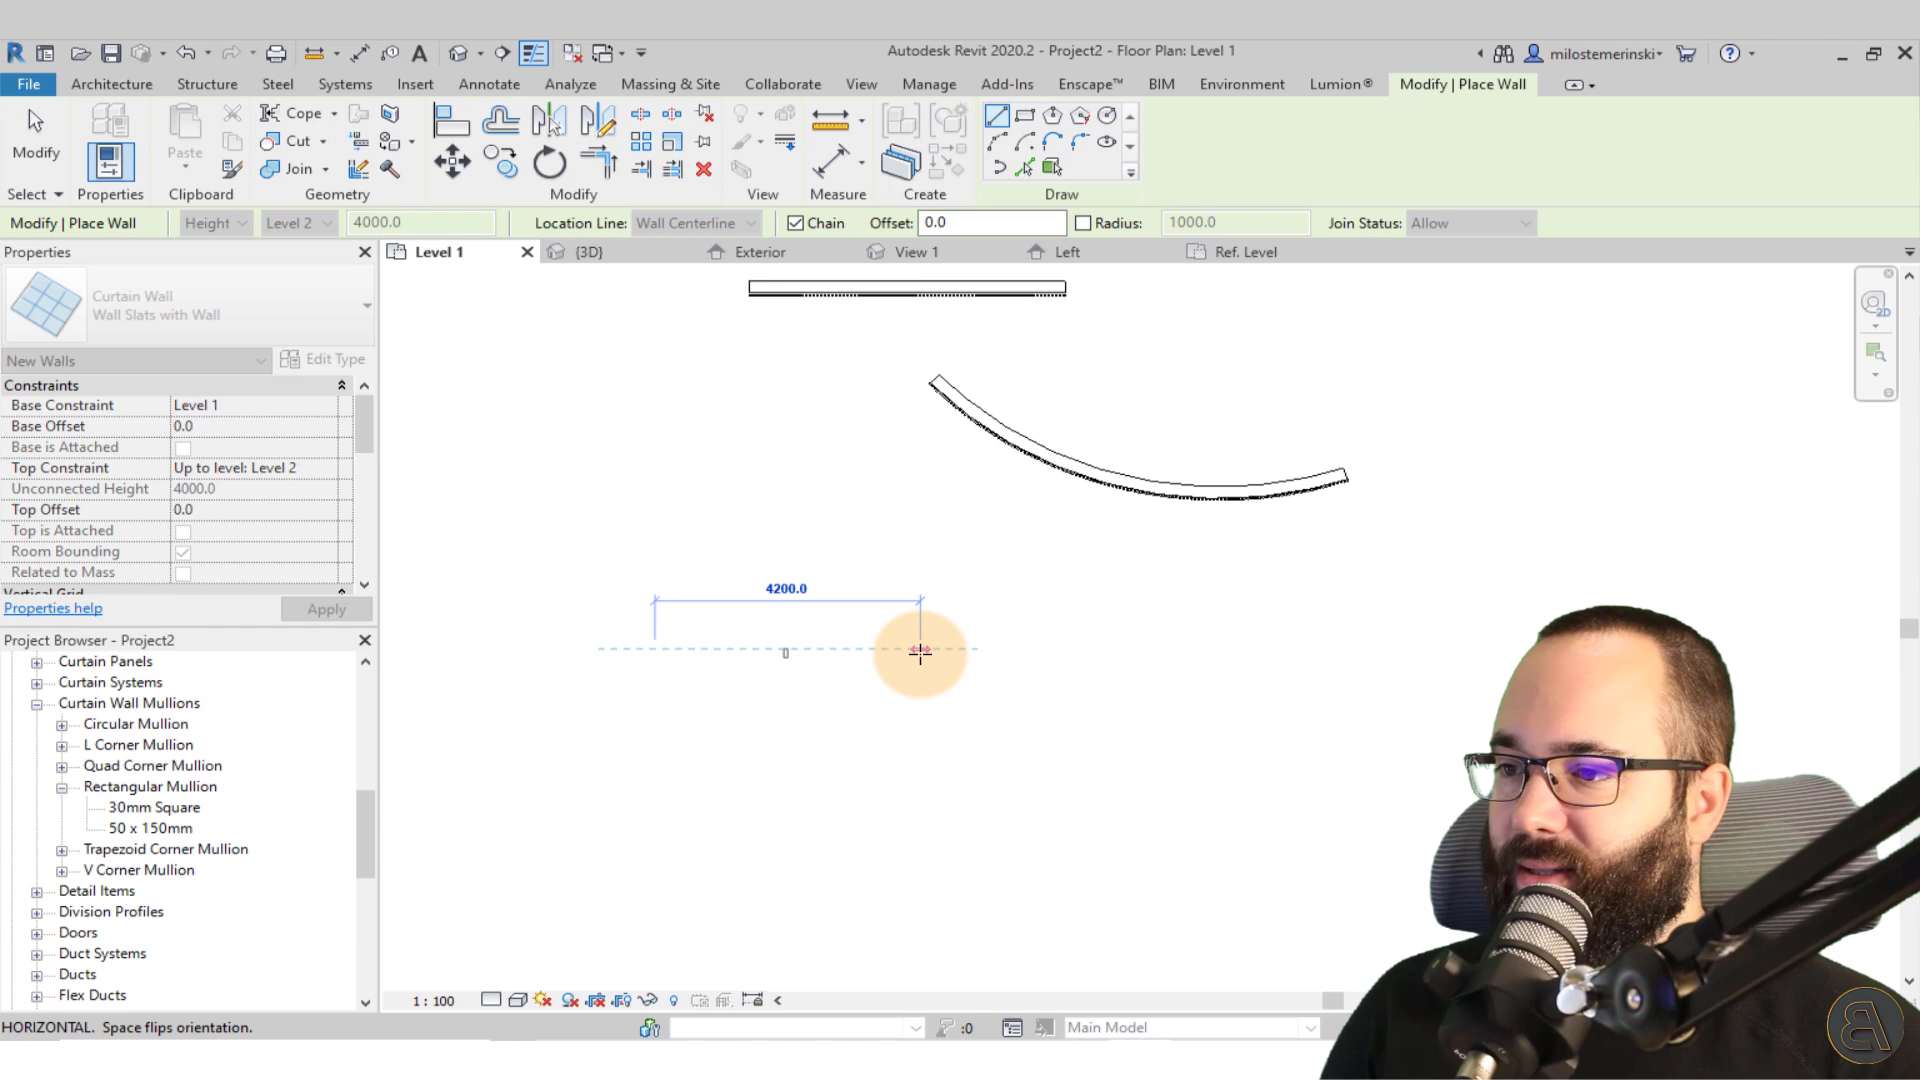 Autodesk Revit 2020.2 - Project2 - Floor Plan: Level 1
milostemerinski
File Architecture Structure Steel Systems Insert Annotate Analyze Massing & Site Collaborate View Manage Add-Ins Enscape™ BIM Environment Lumion® Modify | Place Wall
Modify
Paste
Cope
Cut
Join
Select Properties Clipboard Geometry Modify View Measure Create Draw
Modify | Place Wall Height Level 2 4000.0 Location Line: Wall Centerline Chain Offset: 0.0 Radius: 1000.0 Join Status: Allow
Properties
Level 1 {3D} Exterior View 1 Left Ref. Level
Curtain Wall
Wall Slats with Wall
New Walls Edit Type
Constraints
Base Constraint Level 1
Base Offset 0.0
Base is Attached
Top Constraint Up to level: Level 2
Unconnected Height 4000.0
Top Offset 0.0
Top is Attached
Room Bounding
Related to Mass
Vertical Grid
Properties help Apply
4200.0
2D
Project Browser - Project2
Curtain Panels
Curtain Systems
Curtain Wall Mullions
Circular Mullion
L Corner Mullion
Quad Corner Mullion
Rectangular Mullion
30mm Square
50 x 150mm
Trapezoid Corner Mullion
V Corner Mullion
Detail Items
Division Profiles
Doors
Duct Systems
Ducts
Flex Ducts
1 : 100
HORIZONTAL. Space flips orientation.
:0
Main Model